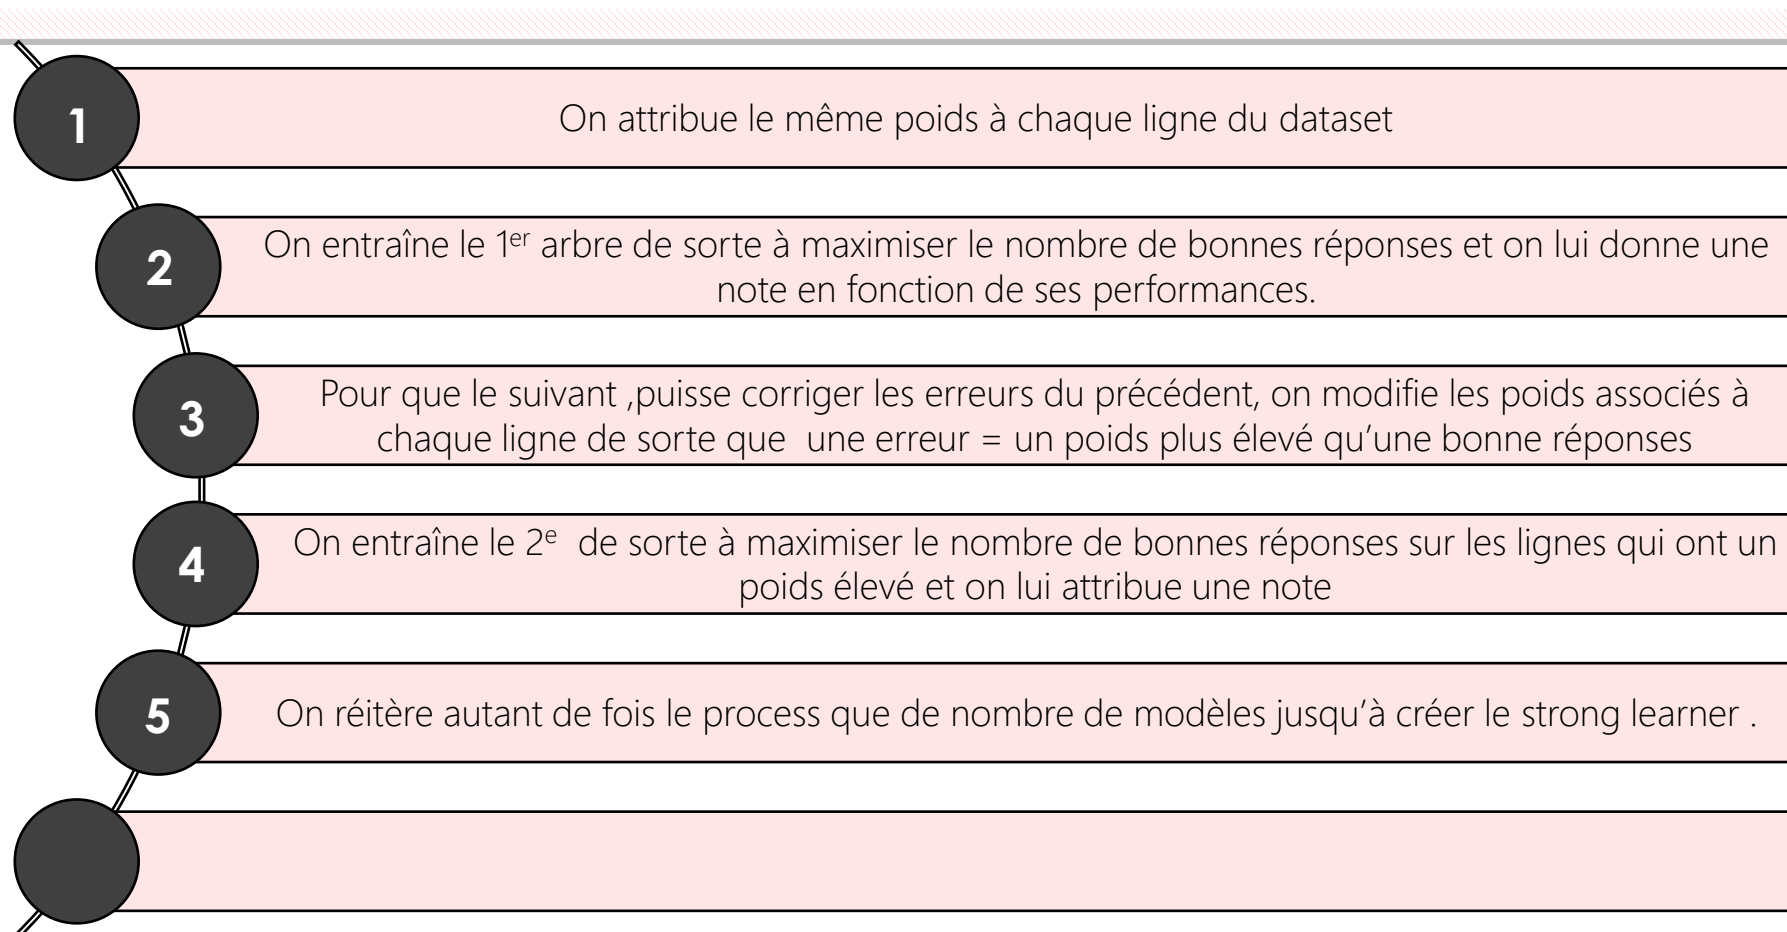 1
On attribue le même poids à chaque ligne du dataset
2
On entraîne le 1er arbre de sorte à maximiser le nombre de bonnes réponses et on lui donne une
note en fonction de ses performances.
3
Pour que le suivant ,puisse corriger les erreurs du précédent, on modifie les poids associés à
chaque ligne de sorte que une erreur = un poids plus élevé qu’une bonne réponses
4
On entraîne le 2e de sorte à maximiser le nombre de bonnes réponses sur les lignes qui ont un
poids élevé et on lui attribue une note
5
On réitère autant de fois le process que de nombre de modèles jusqu’à créer le strong learner .